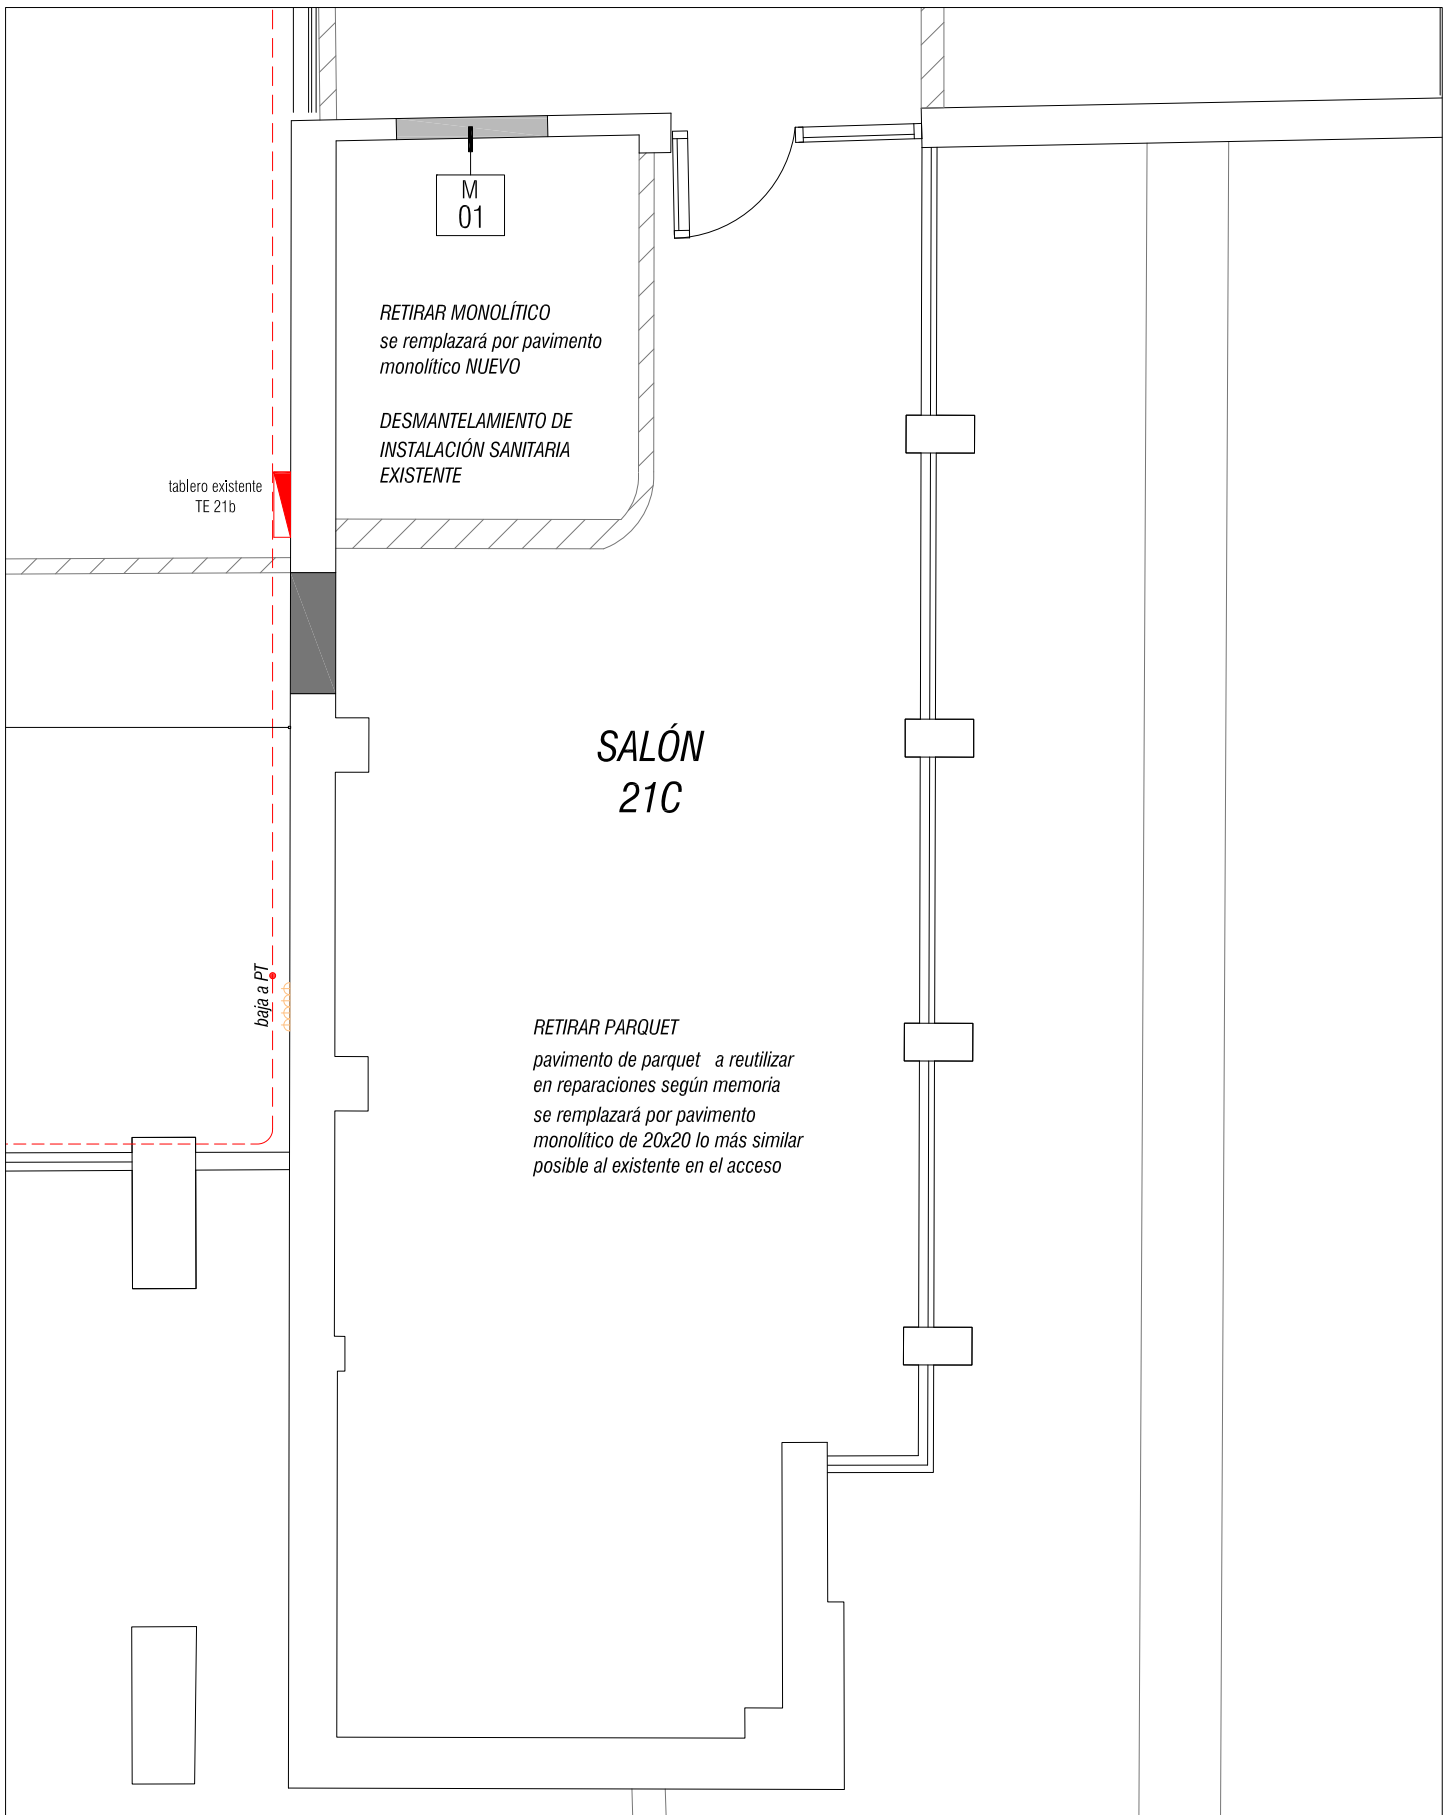 M
01
RETIRAR MONOLÍTICO
se remplazará por pavimento
monolítico NUEVO
DESMANTELAMIENTO DE
INSTALACIÓN SANITARIA
EXISTENTE
tablero existente
TE 21b
SALÓN
21C
baja a PT
RETIRAR PARQUET
pavimento de parquet a reutilizar
en reparaciones según memoria
se remplazará por pavimento
monolítico de 20x20 lo más similar
posible al existente en el acceso